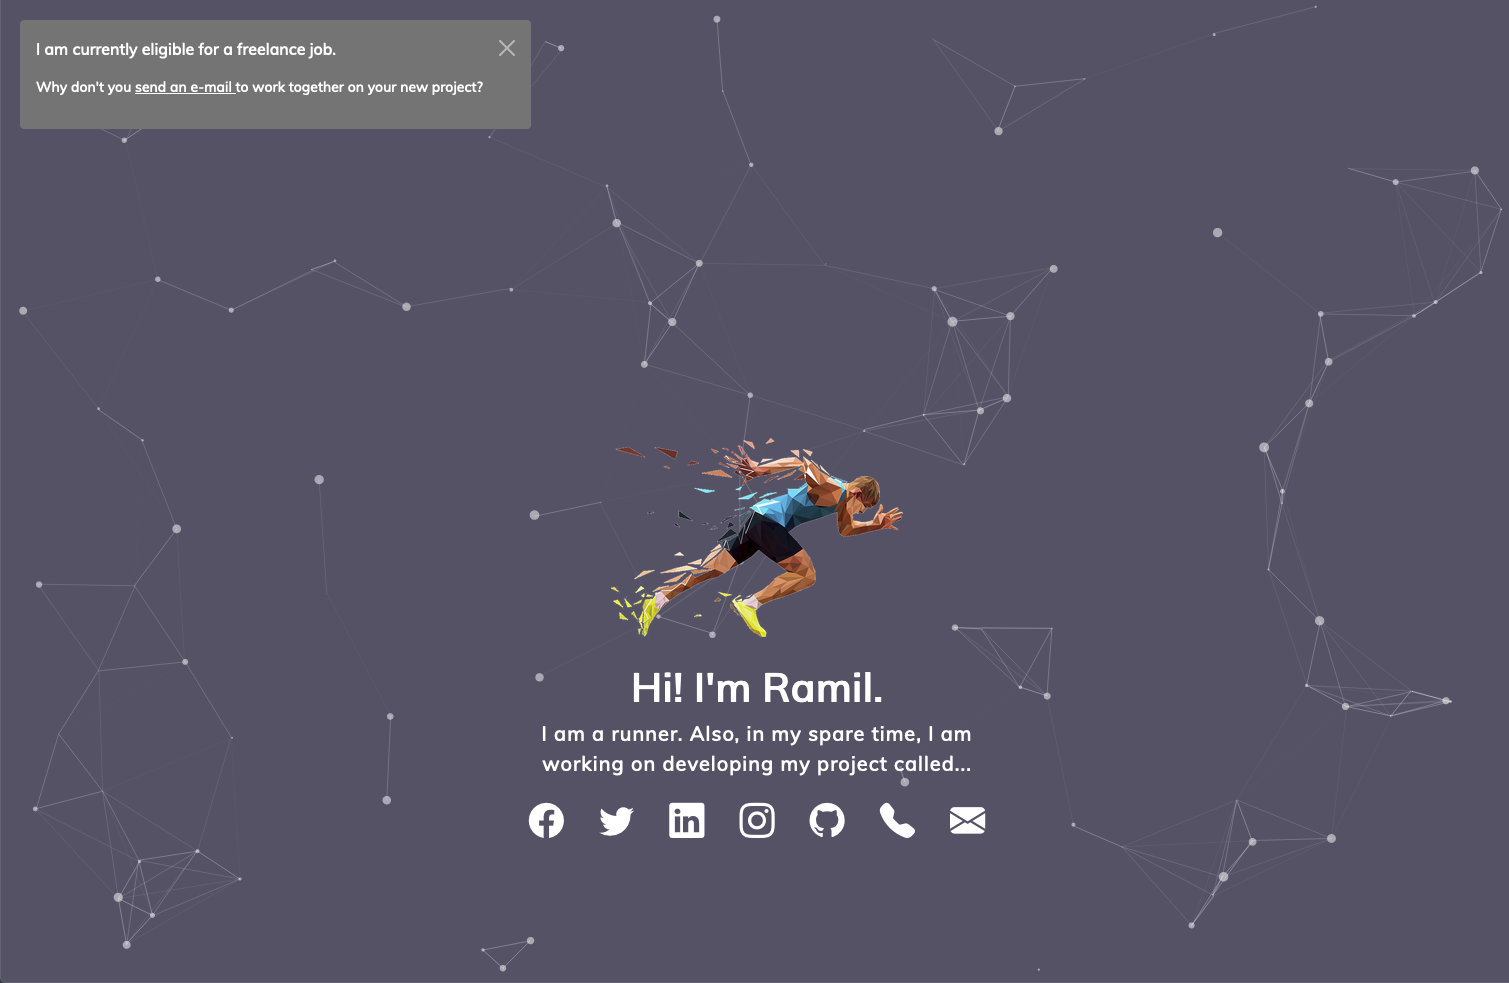 I am currently eligible for a freelance job.
Why don't you send an e-mail to work together on your new project?
Hi! I'm Ramil.
I am a runner. Also, in my spare time, I am
working on developing my project called...